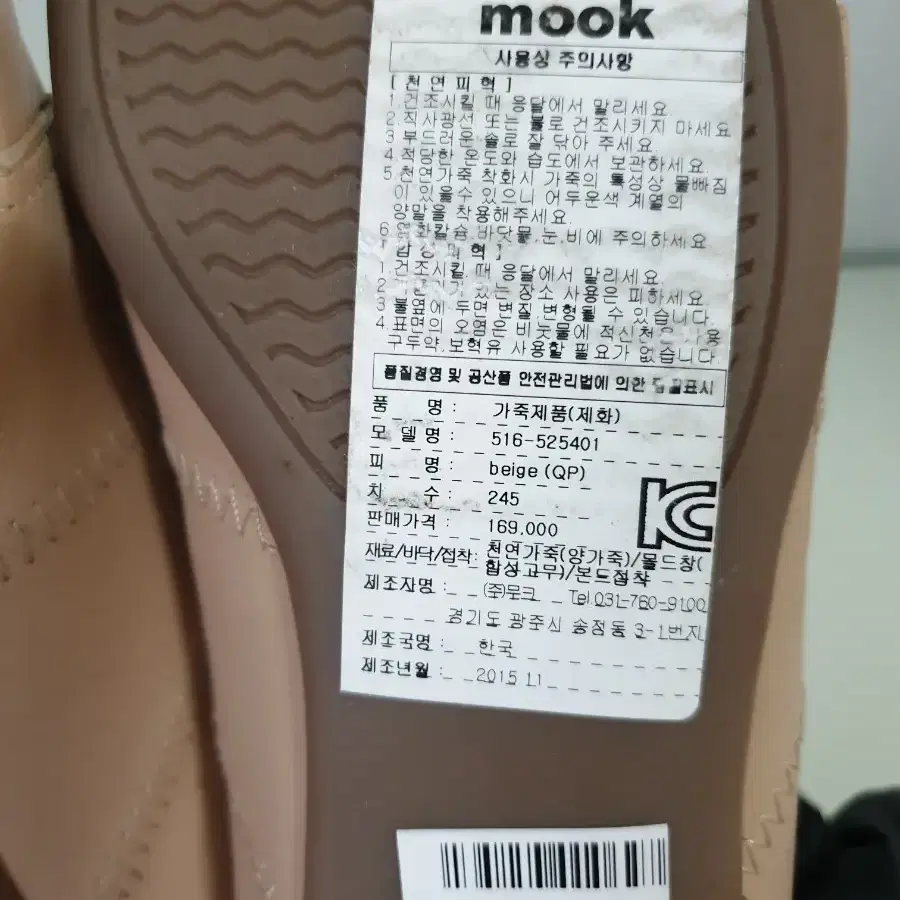 mook
사용상 주의사항
[천연피혁]
1.건조시킬 때 응달에서 말리세요
2.직사광선 또는 불로 건조시키지 마세요
3 부드러운 솔로 잘 닦아 주세요
4.적당한 온도와 습도에서 보관하세요.
5.천연가죽 착화시 가죽의 특성상 물빠짐
이 있을수 있으니 어두운색 계열의
양말을 착용해주세요.
6.염화칼슘,바닷물,눈,비에 주의하세요.
[합성피혁]
1.건조시킬 때 응달에서 말리세요.
2 있는 장소 사용은 피하세요.
3 불옆에 두면 변질,변형될 수 있습니다.
4.표면의 오염은 비눗물에 적신천 사용
구두약,보혁유 사용할 필요가 없습니다.
품질경영 및 공산품 안전관리법에 의한 품질표시
품 명 : 가죽제품(제화)
모 델 명 : 516-525401
피 명 : beige (QP)
치 수 : 245
판매가격 : 169,000
재료/바닥/접착: 천연가죽(양가죽)/몰드창(
합성고무)/본드접착
제조자명 : (주)무크 Tel.031-760-9100
경기도 광주시 송정동 3-1번지
제조국명 : 한국
제조년월 : 2015 11